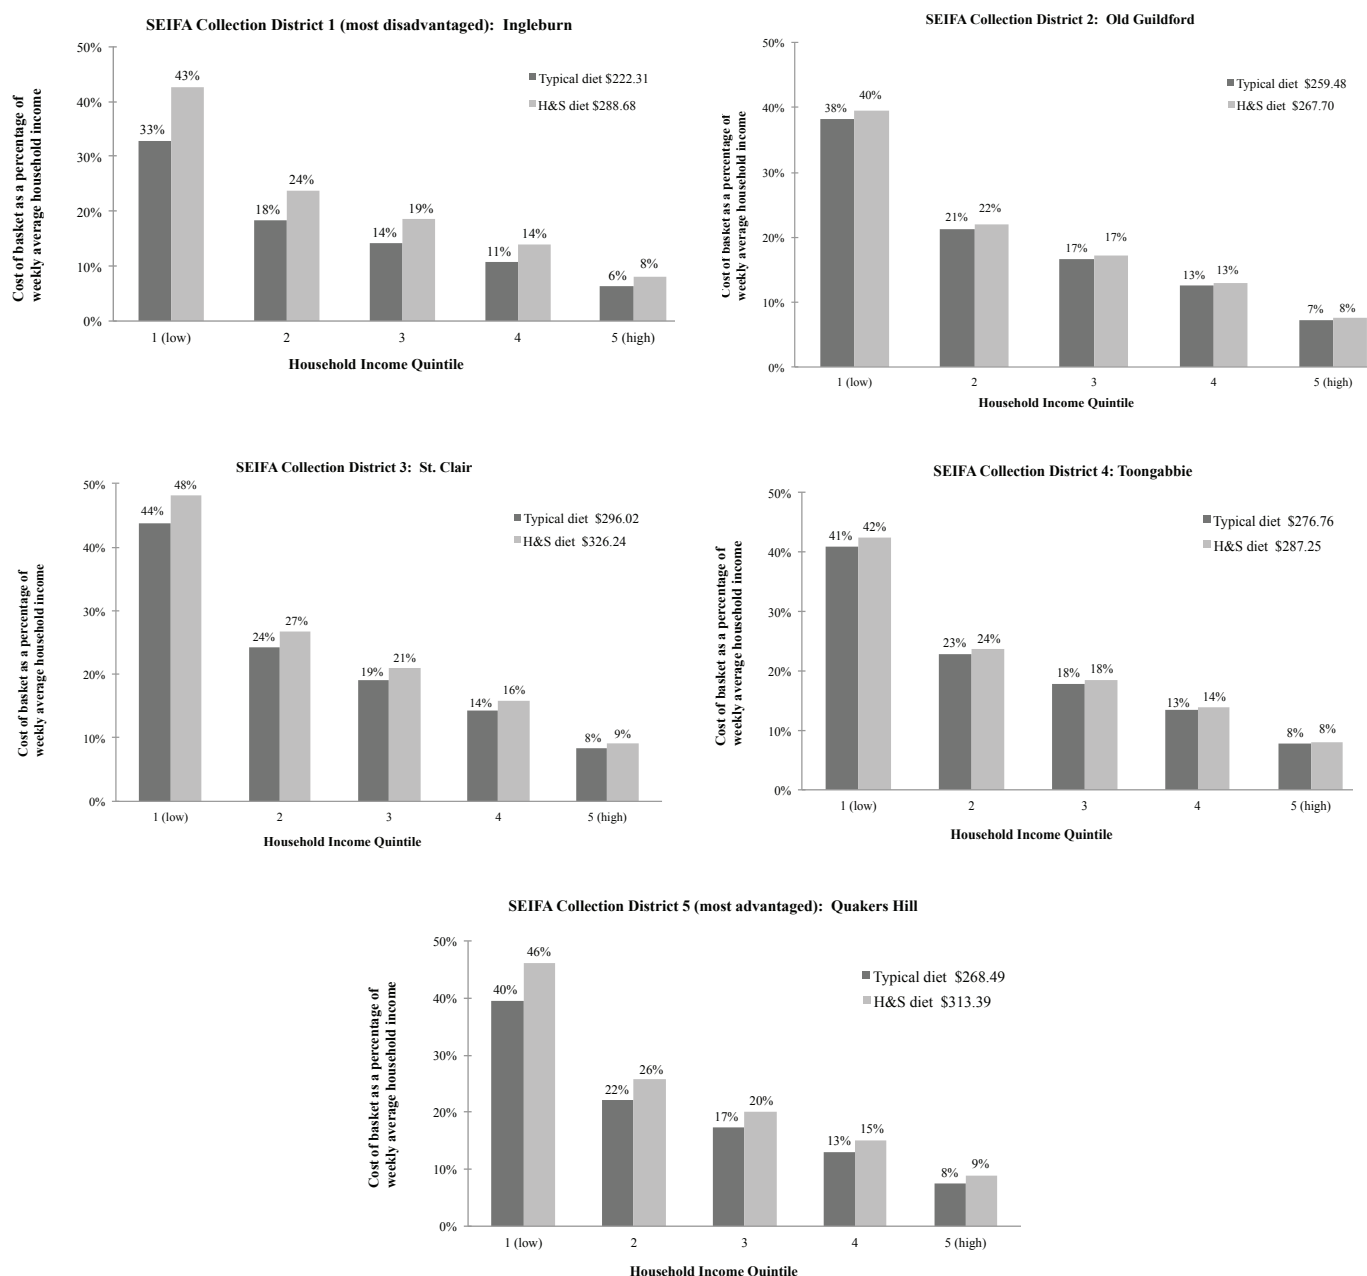 SEIFA Collection District 1 (most disadvantaged):  Ingleburn
Cost of basket as a percentage of
weekly average household income
50%
40%
30%
20%
10%
0%
Typical diet $222.31
H&S diet $288.68
33%
43%
18%
24%
14%
19%
11%
14%
6%
8%
1 (low)
2
3
4
5 (high)
Household Income Quintile
SEIFA Collection District 2:  Old Guildford
Cost of basket as a percentage of
weekly average household income
50%
40%
30%
20%
10%
0%
Typical diet  $259.48
H&S diet  $267.70
38%
40%
21%
22%
17%
17%
13%
13%
7%
8%
1 (low)
2
3
4
5 (high)
Household Income Quintile
SEIFA Collection District 3:  St. Clair
Cost of basket as a percentage of
weekly average household income
50%
40%
30%
20%
10%
0%
Typical diet  $296.02
H&S diet  $326.24
44%
48%
24%
27%
19%
21%
14%
16%
8%
9%
1 (low)
2
3
4
5 (high)
Household Income Quintile
SEIFA Collection District 4: Toongabbie
Cost of basket as a percentage of
weekly average household income
50%
40%
30%
20%
10%
0%
Typical diet  $276.76
H&S diet  $287.25
41%
42%
23%
24%
18%
18%
13%
14%
8%
8%
1 (low)
2
3
4
5 (high)
Household Income Quintile
SEIFA Collection District 5 (most advantaged):  Quakers Hill
Cost of basket as a percentage of
weekly average household income
50%
40%
30%
20%
10%
0%
Typical diet  $268.49
H&S diet  $313.39
40%
46%
22%
26%
17%
20%
13%
15%
8%
9%
1 (low)
2
3
4
5 (high)
Household Income Quintile